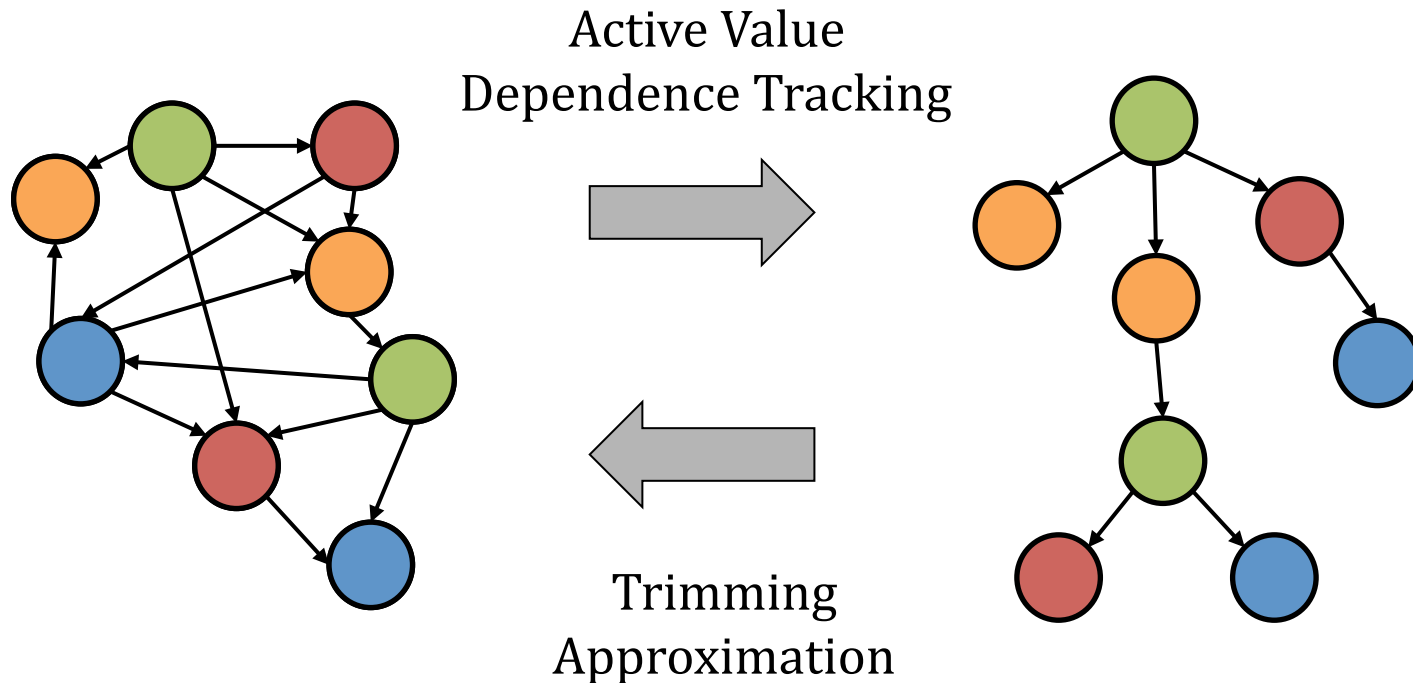 Active Value
Dependence Tracking
Trimming
Approximation